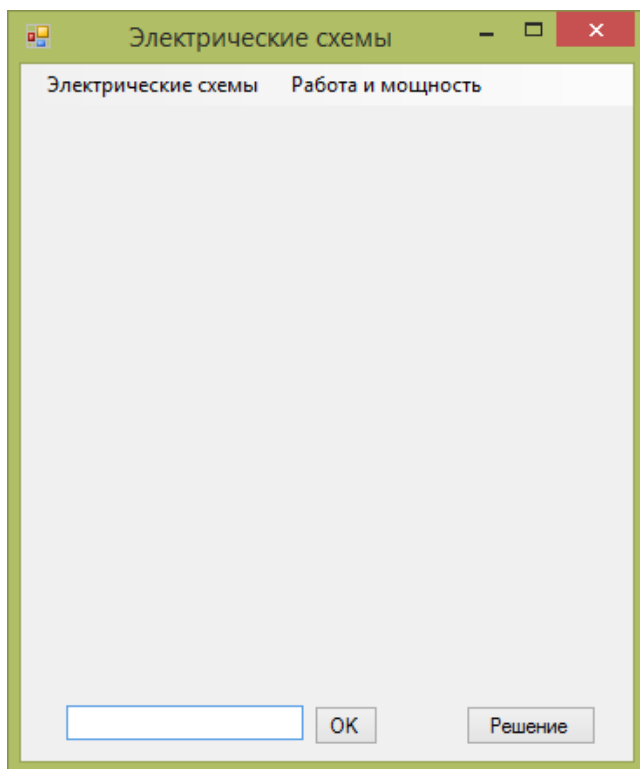 Электрические схемы
Электрические схемы Работа и мощность
OK Решение